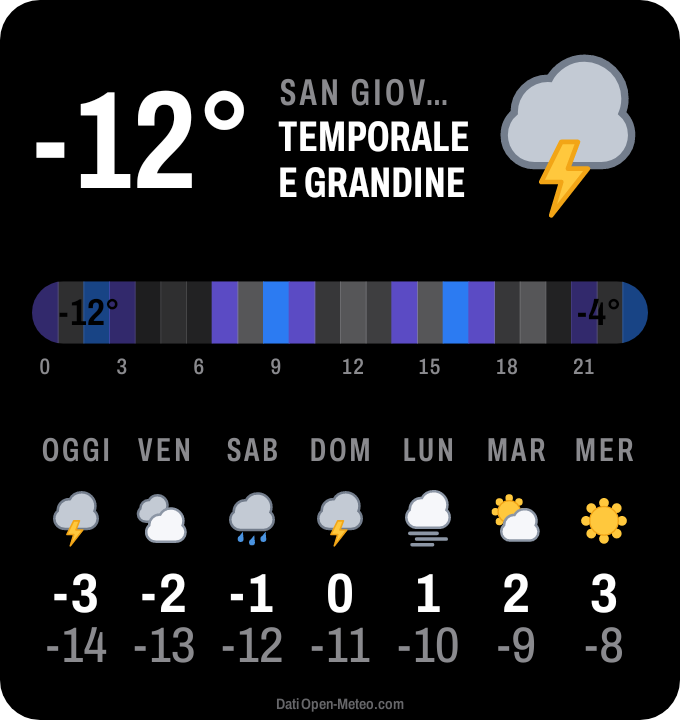 -12°
SAN GIOV...
TEMPORALE
E GRANDINE
-12° -4°
0 3 6 9 12 15 18 21
OGGI VEN SAB DOM LUN MAR MER
-3 -2 -1 0 1 2 3
-14 -13 -12 -11 -10 -9 -8
Dati Open-Meteo.com